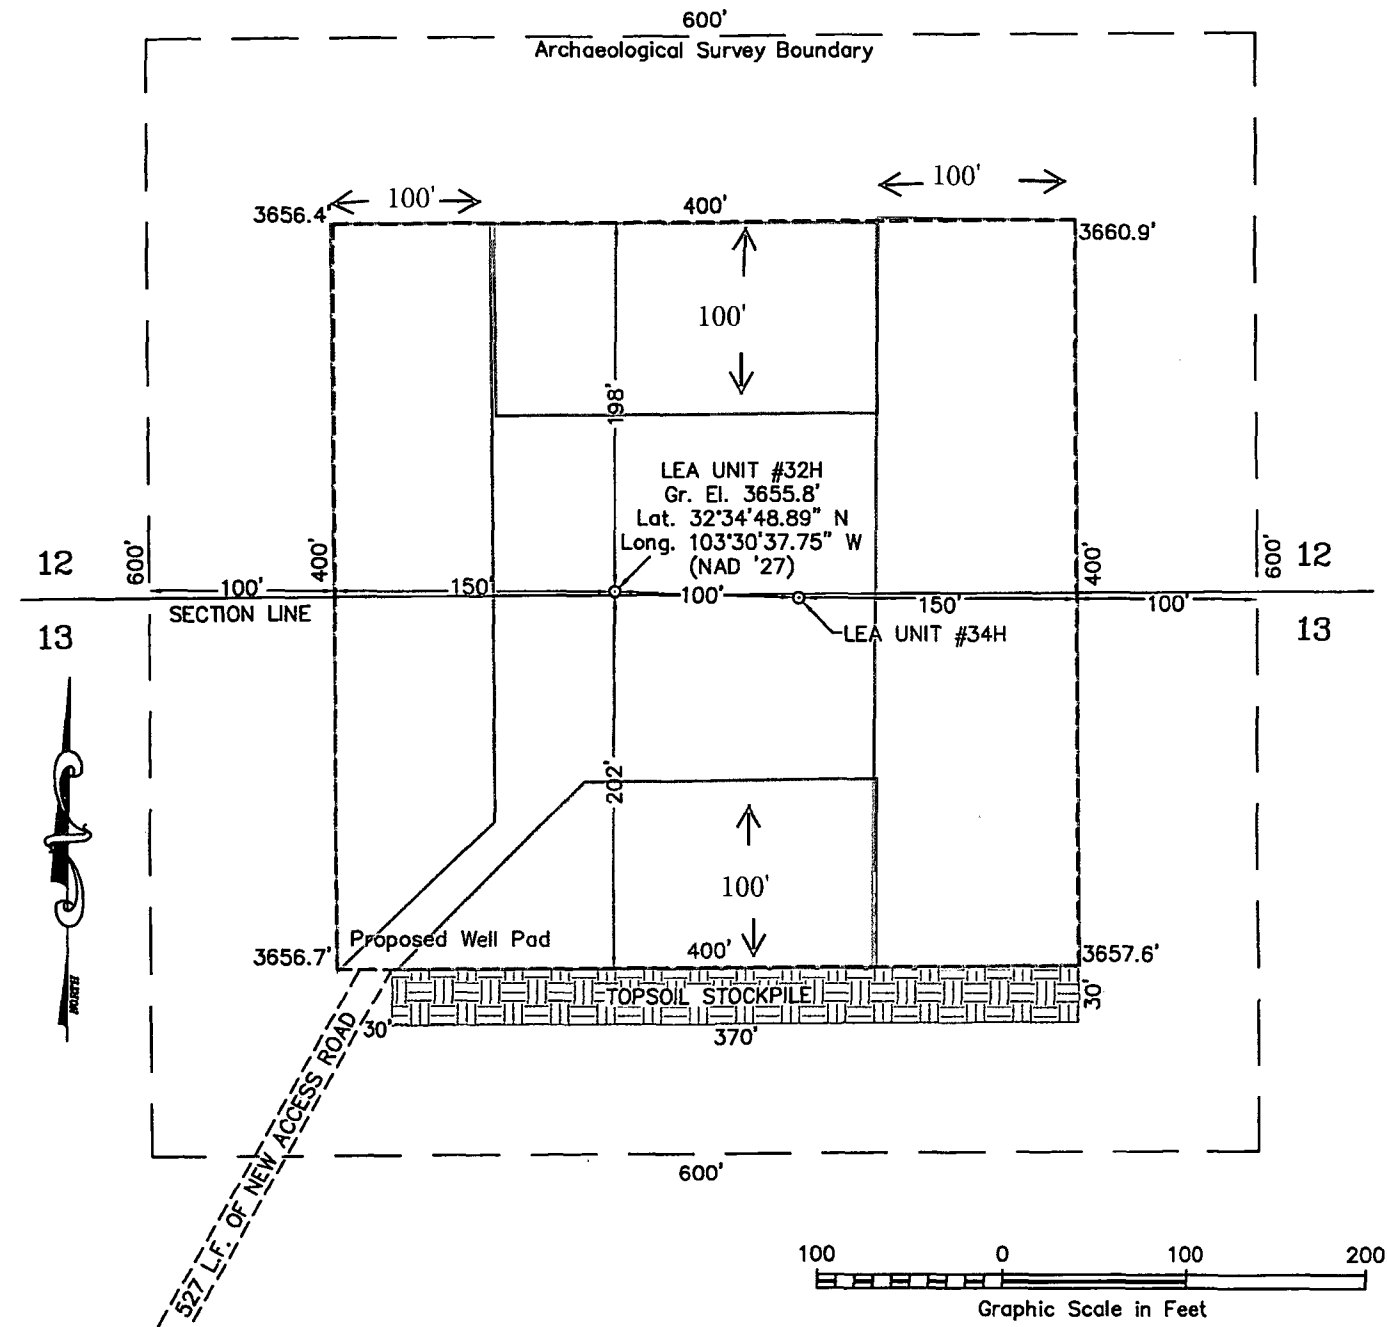 600'
Archaeological Survey Boundary
100'
100'
3656.4'
400'
3660.9'
100'
198'
LEA UNIT #32H
Gr. El. 3655.8'
Lat. 32°34'48.89" N
Long. 103°30'37.75" W
(NAD '27)
12
600'
400'
400'
600'
12
100'
150'
100'
150'
100'
SECTION LINE
13
LEA UNIT #34H
13
202'
100'
NORTH
Proposed Well Pad
3656.7'
400'
3657.6'
TOPSOIL STOCKPILE
30'
30'
370'
527 L.F. OF NEW ACCESS ROAD
600'
100 0 100 200
Graphic Scale in Feet